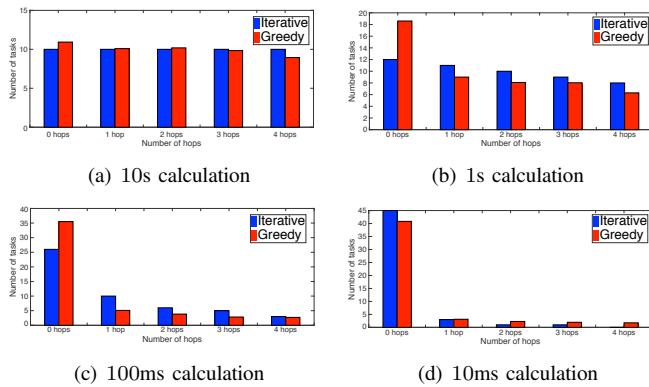 Iterative
Greedy
Number of tasks
15
10
5
0
0 hops 1 hop 2 hops 3 hops 4 hops
Number of hops
(a) 10s calculation
Iterative
Greedy
Number of tasks
20
18
16
14
12
10
8
6
4
2
0
0 hops 1 hop 2 hops 3 hops 4 hops
Number of hops
(b) 1s calculation
Iterative
Greedy
Number of tasks
40
35
30
25
20
15
10
5
0
0 hops 1 hop 2 hops 3 hops 4 hops
Number of hops
(c) 100ms calculation
Iterative
Greedy
Number of tasks
45
40
35
30
25
20
15
10
5
0
0 hops 1 hop 2 hops 3 hops 4 hops
Number of hops
(d) 10ms calculation